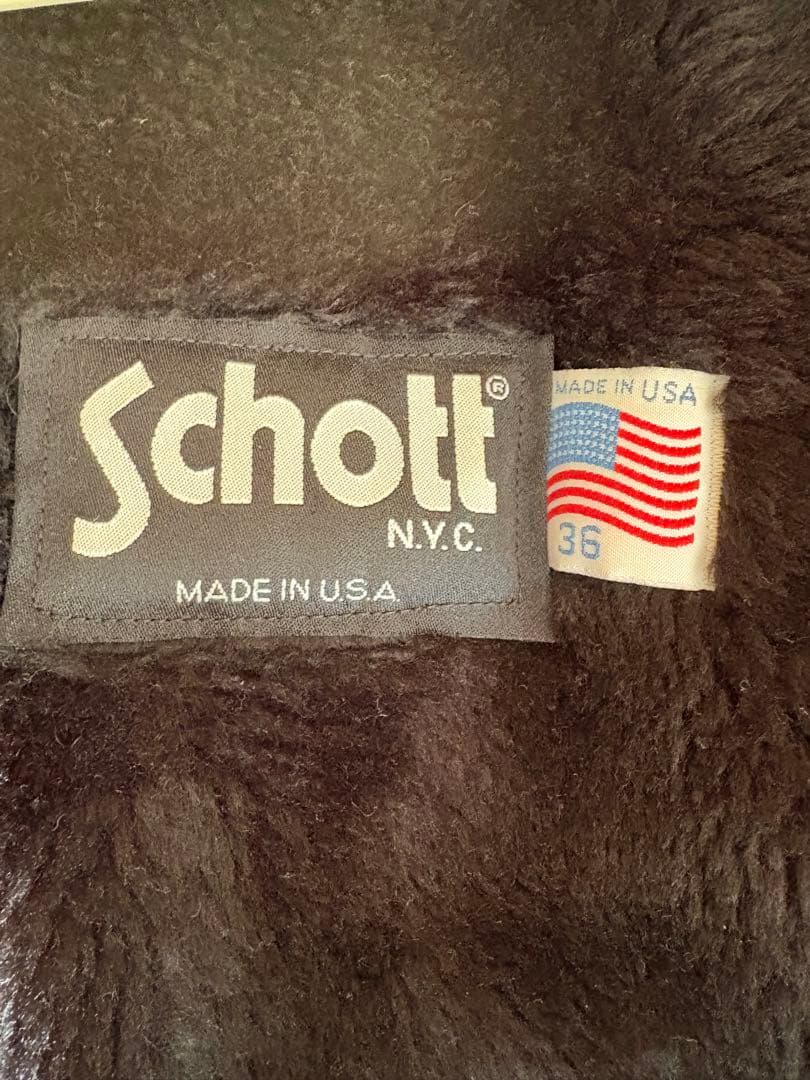 Schott®
N.Y.C.
MADE IN U.S.A
MADE IN USA
36